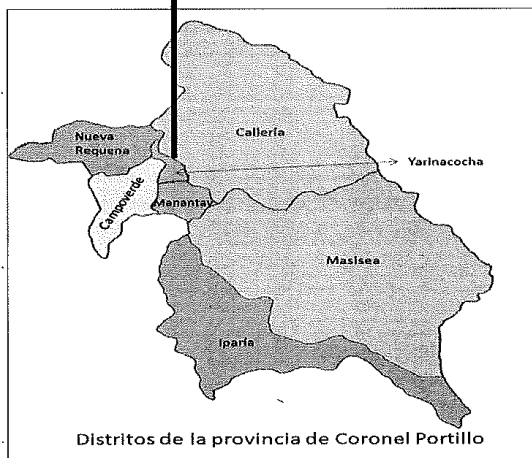 Callería
Nueva
Requena
Yarinacocha
Campoverde
Manantay
Masisea
Iparía
Distritos de la provincia de Coronel Portillo